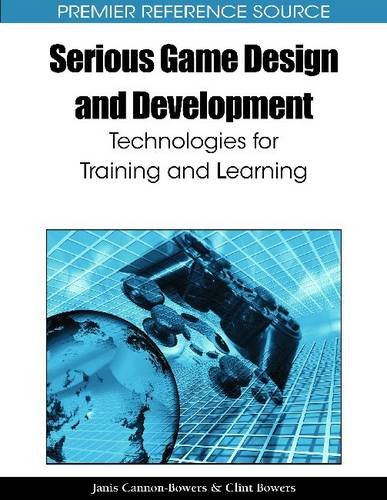 PREMIER REFERENCE SOURCE
Serious Game Design
and Development
Technologies for
Training and Learning
Janis Cannon-Bowers & Clint Bowers